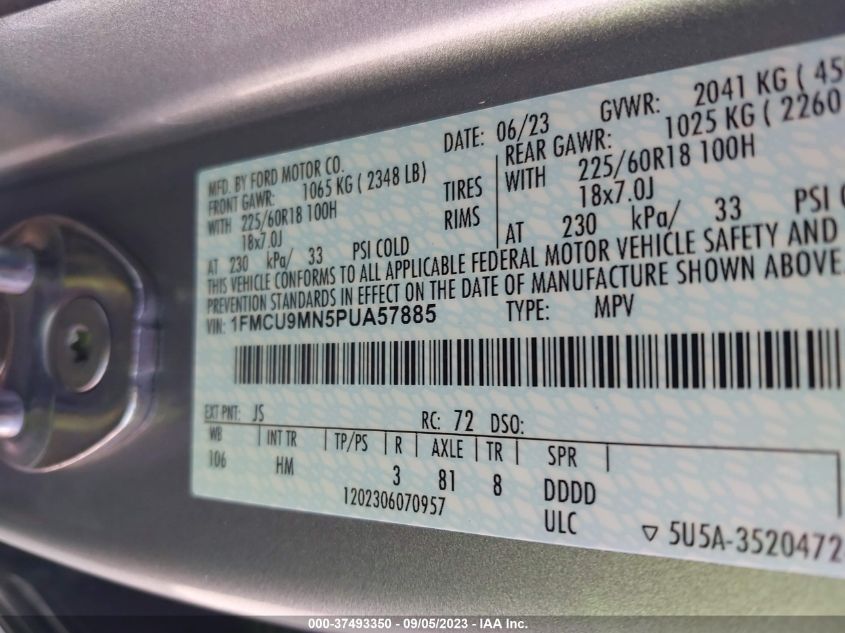 MFD. BY FORD MOTOR CO. DATE: 06/23 GVWR: 2041 KG ( 45
FRONT GAWR: 1065 KG ( 2348 LB) REAR GAWR: 1025 KG ( 2260
WITH 225/60R18 100H TIRES WITH 225/60R18 100H
18x7.0J RIMS 18x7.0J
AT 230 kPa/ 33 PSI COLD AT 230 kPa/ 33 PSI
THIS VEHICLE CONFORMS TO ALL APPLICABLE FEDERAL MOTOR VEHICLE SAFETY AND
PREVENTION STANDARDS IN EFFECT ON THE DATE OF MANUFACTURE SHOWN ABOVE.
VIN: 1FMCU9MN5PUA57885 TYPE: MPV
EXT PNT: JS RC: 72 DSO:
WB INT TR TP/PS R AXLE TR SPR
106 HM 3 81 8 DDDD
1202306070957 ULC
▽ 5U5A-3520472
000-37493350 / 09/05/2023 - IAA Inc.